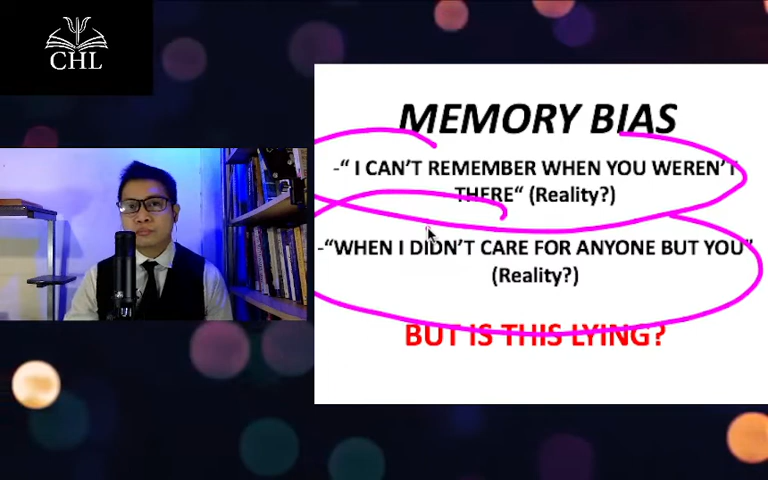 CHL
MEMORY BIAS
-“ I CAN’T REMEMBER WHEN YOU WEREN’T
THERE“ (Reality?)
-“WHEN I DIDN’T CARE FOR ANYONE BUT YOU”
(Reality?)
BUT IS THIS LYING?